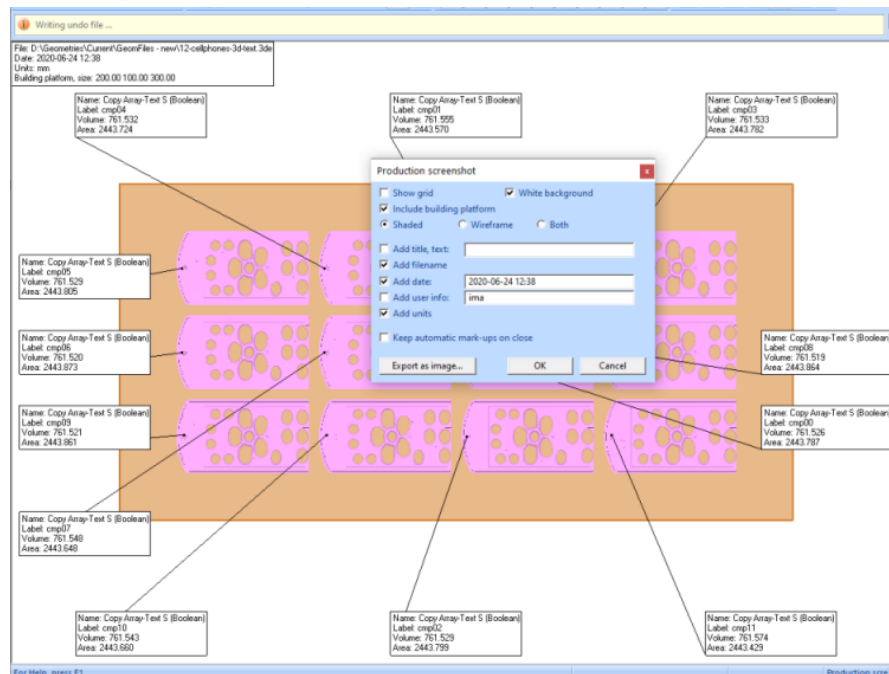 Writing undo file ...
File: D:\Geometries\Current\GeomFiles - new\12-cellphones-3d-text.3de
Date: 2020-06-24 12:38
Units: mm
Building platform, size: 200.00 100.00 300.00
Name: Copy Array-Text S (Boolean)
Label: cmp04
Volume: 761.532
Area: 2443.724
Name: Copy Array-Text S (Boolean)
Label: cmp01
Volume: 761.555
Area: 2443.570
Name: Copy Array-Text S (Boolean)
Label: cmp03
Volume: 761.533
Area: 2443.782
Production screenshot
Show grid
White background
Include building platform
Shaded
Wireframe
Both
Add title, text:
Add filename
Add date:
2020-06-24 12:38
Add user info:
ima
Add units
Keep automatic mark-ups on close
Export as image...
OK
Cancel
Name: Copy Array-Text S (Boolean)
Label: cmp05
Volume: 761.529
Area: 2443.805
Name: Copy Array-Text S (Boolean)
Label: cmp06
Volume: 761.520
Area: 2443.873
Name: Copy Array-Text S (Boolean)
Label: cmp08
Volume: 761.519
Area: 2443.864
Name: Copy Array-Text S (Boolean)
Label: cmp09
Volume: 761.521
Area: 2443.861
Name: Copy Array-Text S (Boolean)
Label: cmp00
Volume: 761.526
Area: 2443.787
Name: Copy Array-Text S (Boolean)
Label: cmp07
Volume: 761.548
Area: 2443.648
Name: Copy Array-Text S (Boolean)
Label: cmp10
Volume: 761.543
Area: 2443.660
Name: Copy Array-Text S (Boolean)
Label: cmp02
Volume: 761.529
Area: 2443.799
Name: Copy Array-Text S (Boolean)
Label: cmp11
Volume: 761.574
Area: 2443.429
For Help, press F1
Production scre